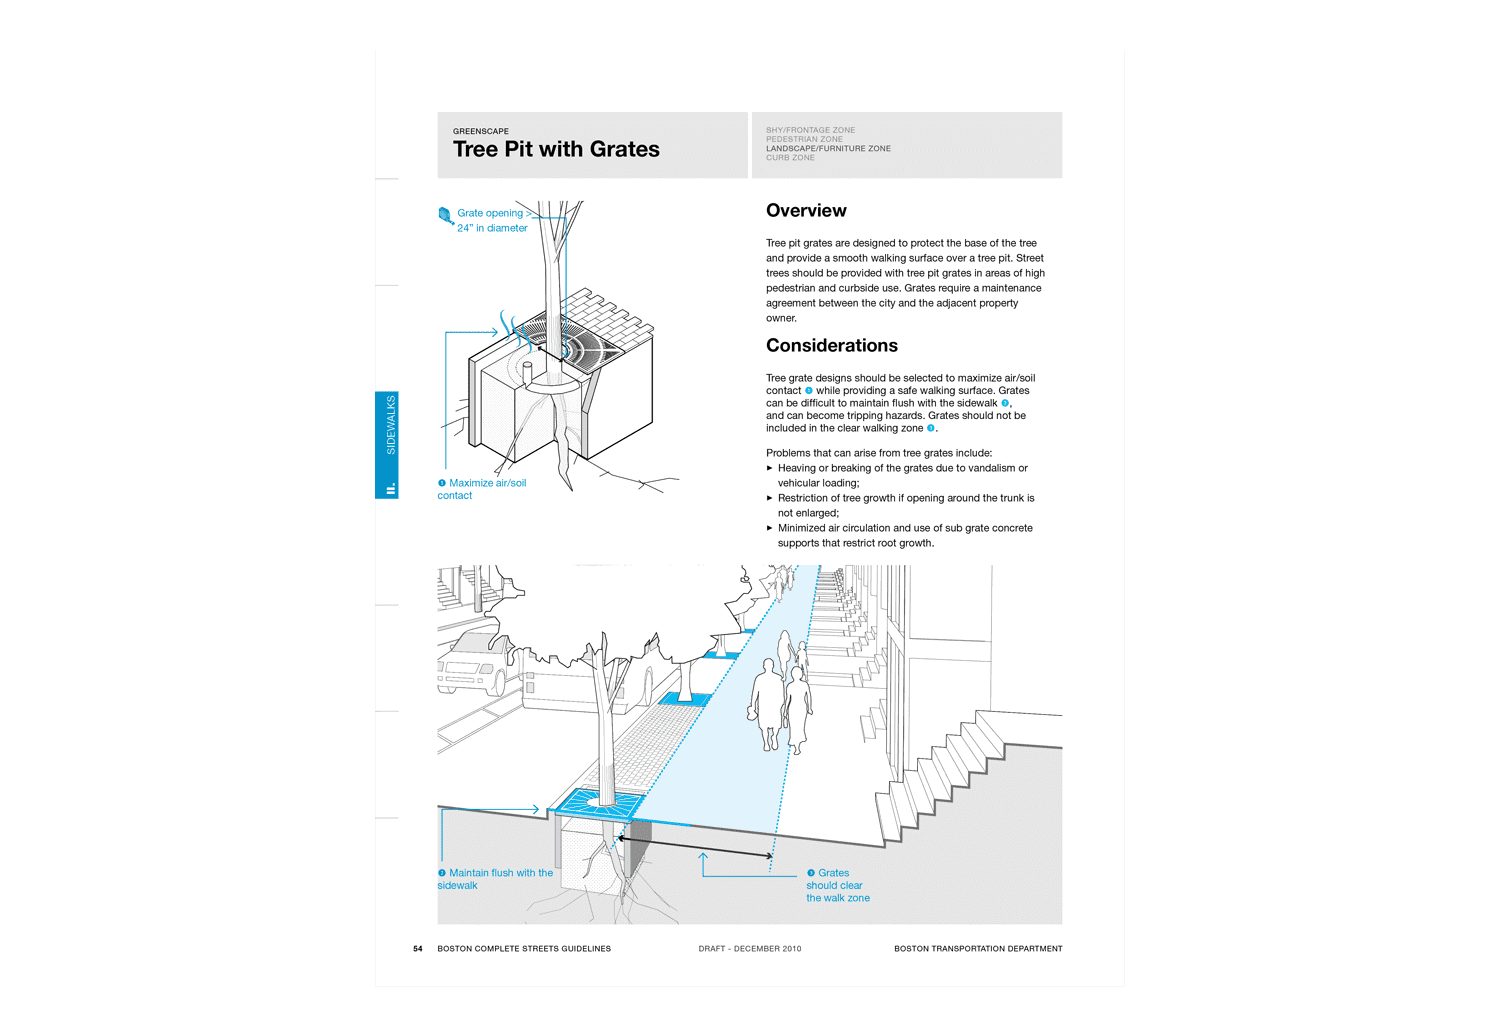 GREENSCAPE
Tree Pit with Grates
SHY/FRONTAGE ZONE
PEDESTRIAN ZONE
LANDSCAPE/FURNITURE ZONE
CURB ZONE
Grate opening >
24” in diameter
1 Maximize air/soil
contact
Overview
Tree pit grates are designed to protect the base of the tree
and provide a smooth walking surface over a tree pit. Street
trees should be provided with tree pit grates in areas of high
pedestrian and curbside use. Grates require a maintenance
agreement between the city and the adjacent property
owner.
Considerations
Tree grate designs should be selected to maximize air/soil
contact 1 while providing a safe walking surface. Grates
can be difficult to maintain flush with the sidewalk 2,
and can become tripping hazards. Grates should not be
included in the clear walking zone 3.
Problems that can arise from tree grates include:
► Heaving or breaking of the grates due to vandalism or
vehicular loading;
► Restriction of tree growth if opening around the trunk is
not enlarged;
► Minimized air circulation and use of sub grate concrete
supports that restrict root growth.
II. SIDEWALKS
2 Maintain flush with the
sidewalk
3 Grates
should clear
the walk zone
54 BOSTON COMPLETE STREETS GUIDELINES
DRAFT - DECEMBER 2010
BOSTON TRANSPORTATION DEPARTMENT